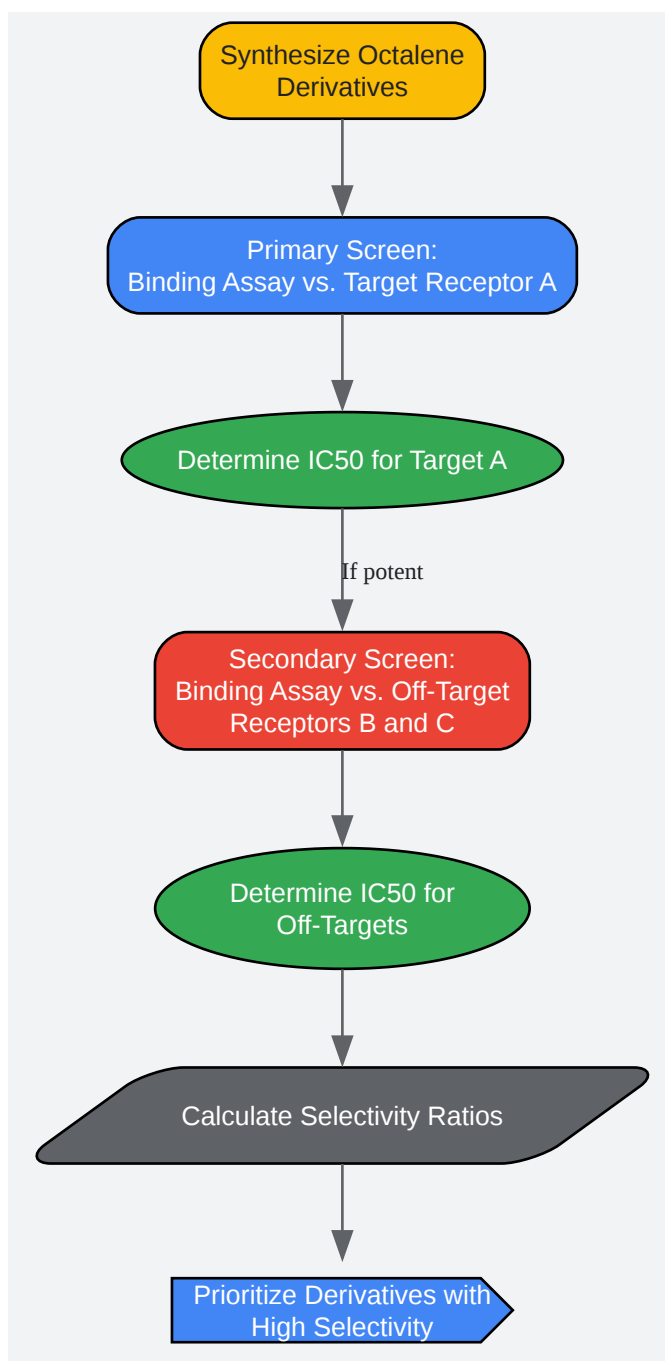 Synthesize Octalene
Derivatives
Primary Screen:
Binding Assay vs. Target Receptor A
Determine IC50 for Target A
If potent
Secondary Screen:
Binding Assay vs. Off-Target
Receptors B and C
Determine IC50 for
Off-Targets
Calculate Selectivity Ratios
Prioritize Derivatives with
High Selectivity